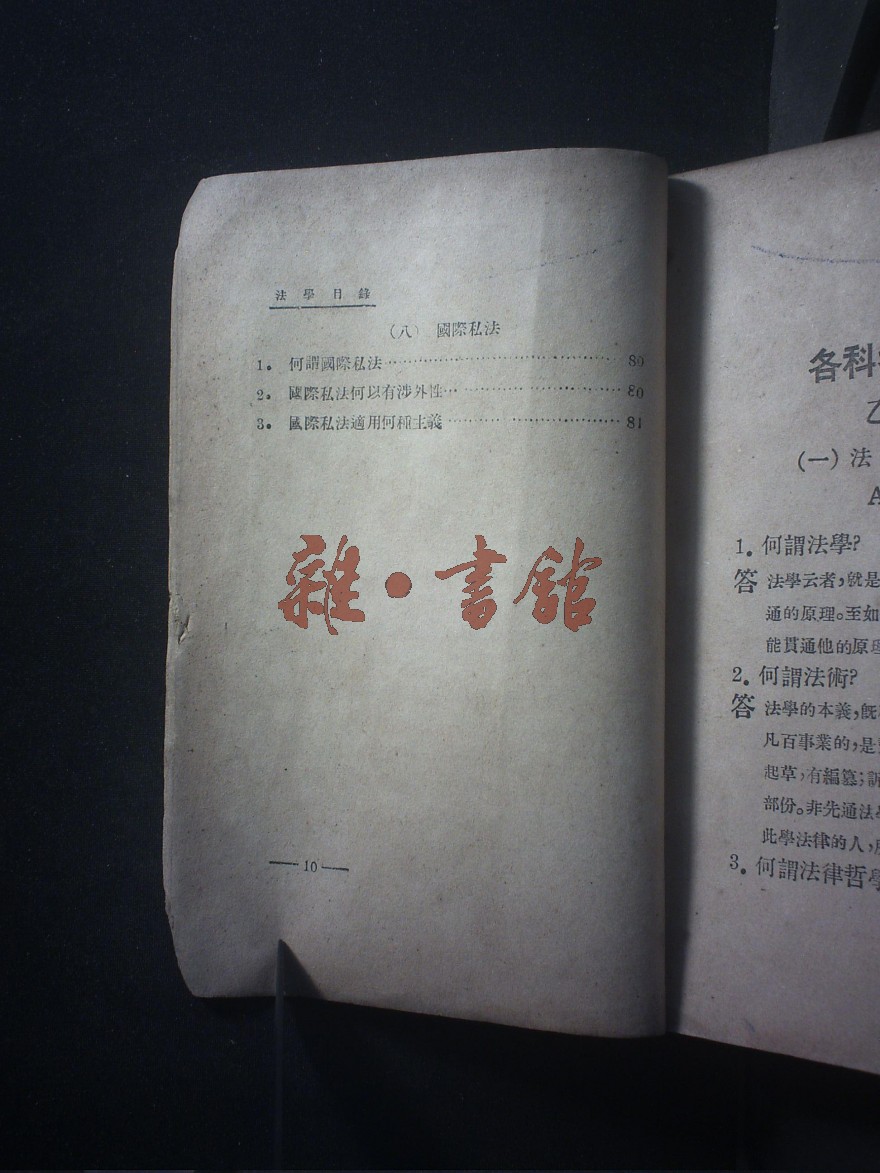 法學目錄
（八） 國際私法
1. 何謂國際私法 80
2. 國際私法何以有涉外性 80
3. 國際私法適用何種主義 81
雜·書館
— 10 —
各科
(一) 法
A
1. 何謂法學?
答 法學云者,就是
通的原理。至如
能貫通他的原理
2. 何謂法術?
答 法學的本義,旣
凡百事業的,是
起草,有編纂;訴
部份。非先通法學
此學法律的人,
3. 何謂法律哲學